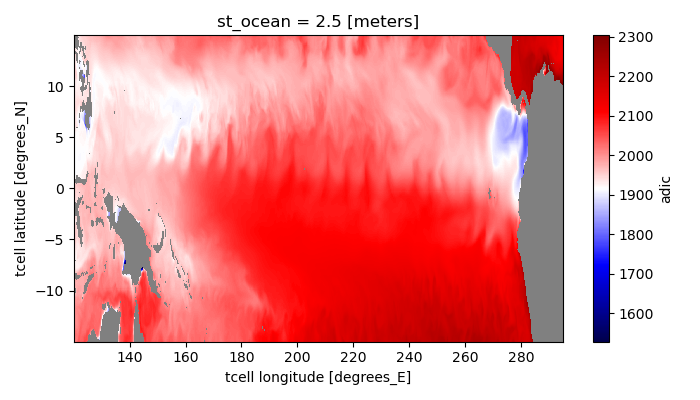 st_ocean = 2.5 [meters]
10
5
0
−5
−10
tcell latitude [degrees_N]
140 160 180 200 220 240 260 280
tcell longitude [degrees_E]
2300
2200
2100
2000
1900
1800
1700
1600
adic